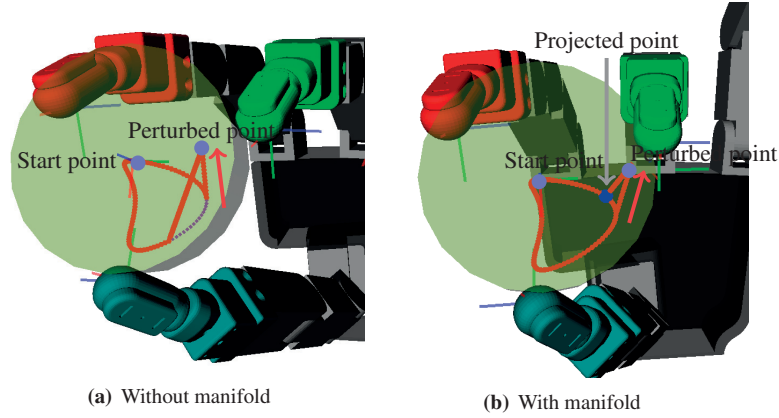 Projected point
Perturbed point
Start point
Start point
Perturbed point
(a) Without manifold
(b) With manifold